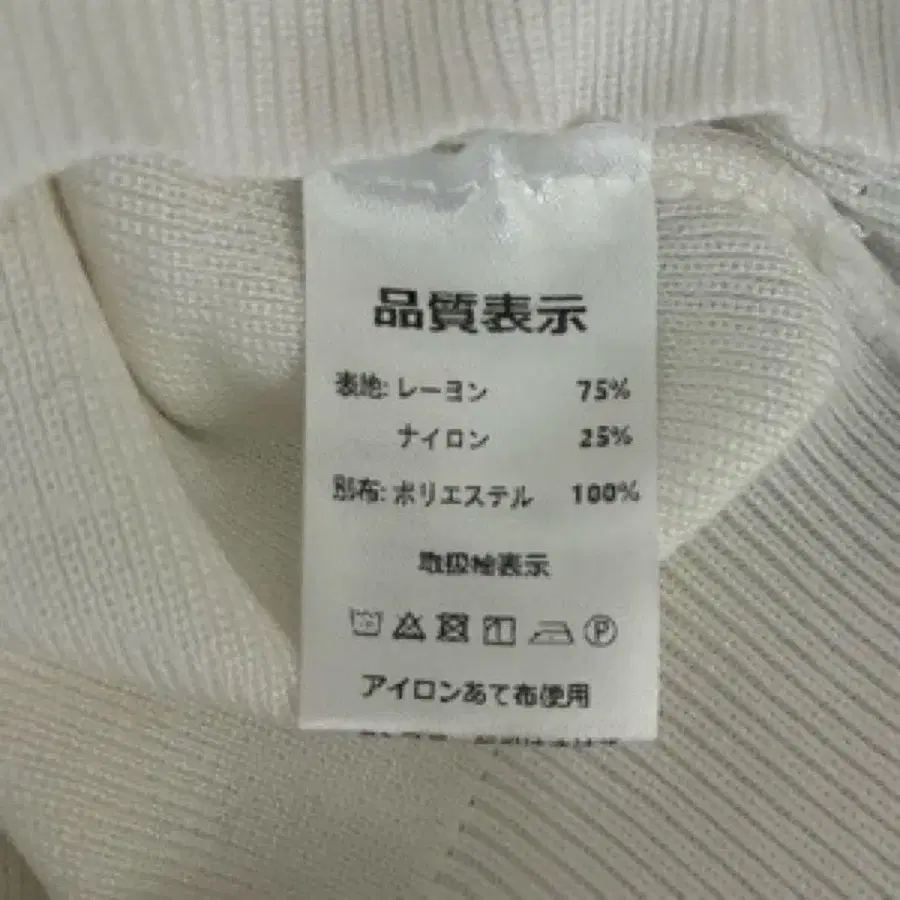 品質表示
表地: レーヨン 75%
ナイロン 25%
別布: ポリエステル 100%
取扱絵表示
P
アイロンあて布使用